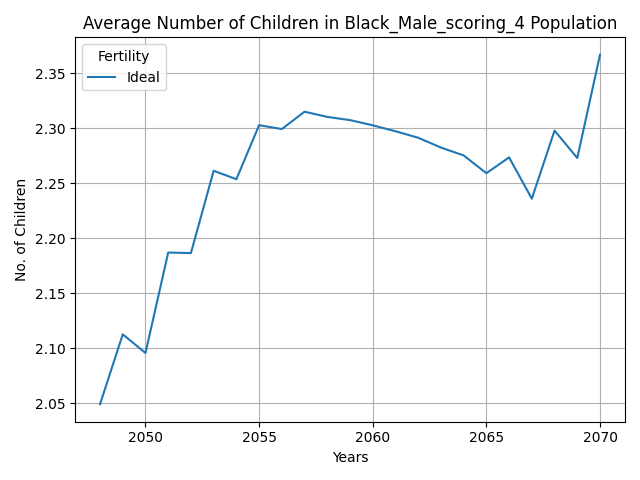 Average Number of Children in Black_Male_scoring_4 Population
Fertility
Ideal
No. of Children
2.35
2.30
2.25
2.20
2.15
2.10
2.05
2050 2055 2060 2065 2070
Years